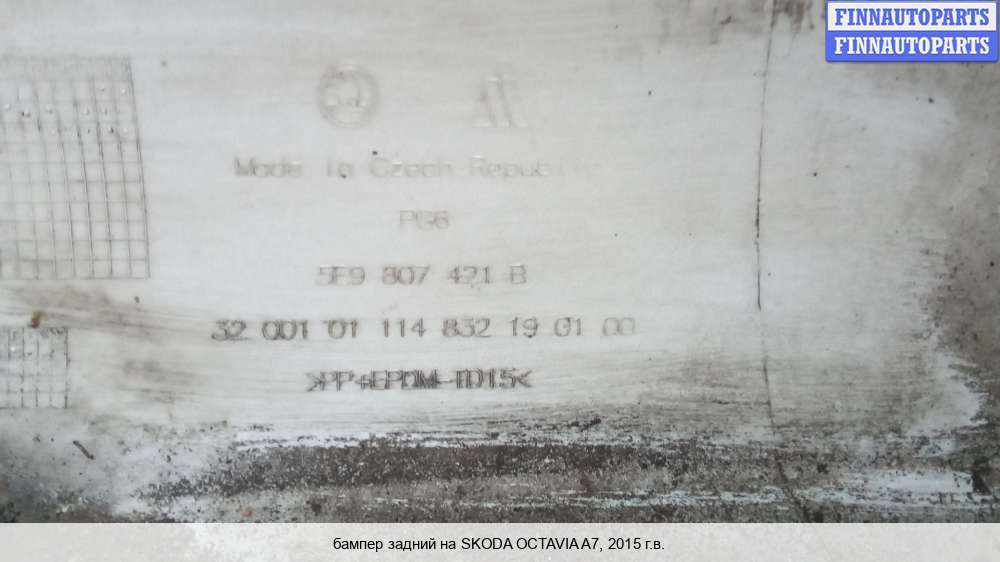 FINNAUTOPARTS
FINNAUTOPARTS
Made in Czech Republic
PG6
5E9 807 421 B
32 001 01 114 832 19 01 00
>PP+EPDM-TD15<
бампер задний на SKODA OCTAVIA A7, 2015 г.в.